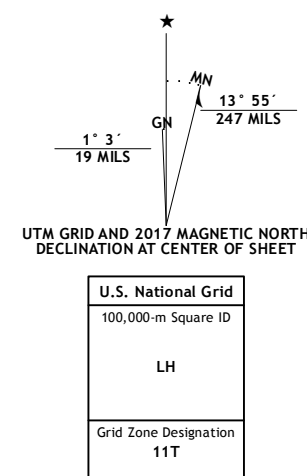 MN
GN
13° 55´
247 MILS
1° 3´
19 MILS
UTM GRID AND 2017 MAGNETIC NORTH
DECLINATION AT CENTER OF SHEET
U.S. National Grid
100,000-m Square ID
LH
Grid Zone Designation
11T